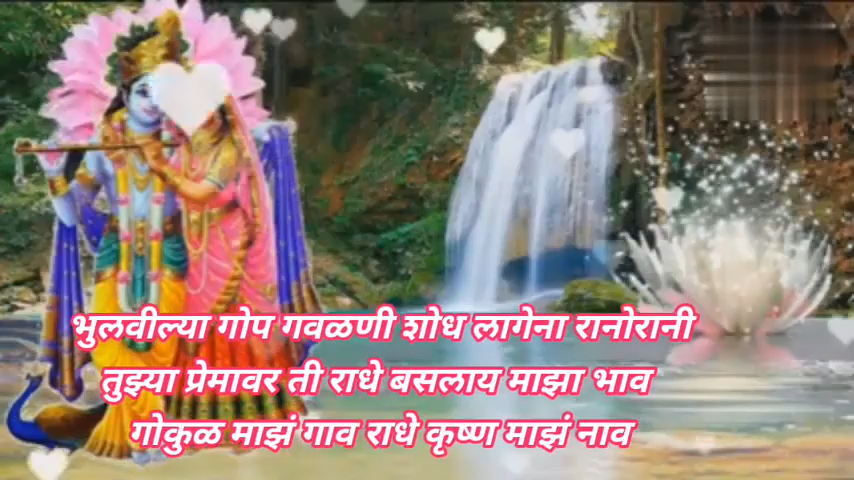 भुलवील्या गोप गवळणी शोध लागेना रानोरानी
तुझ्या प्रेमावर ती राधे बसलाय माझा भाव
गोकुळ माझं गाव राधे कृष्ण माझं नाव